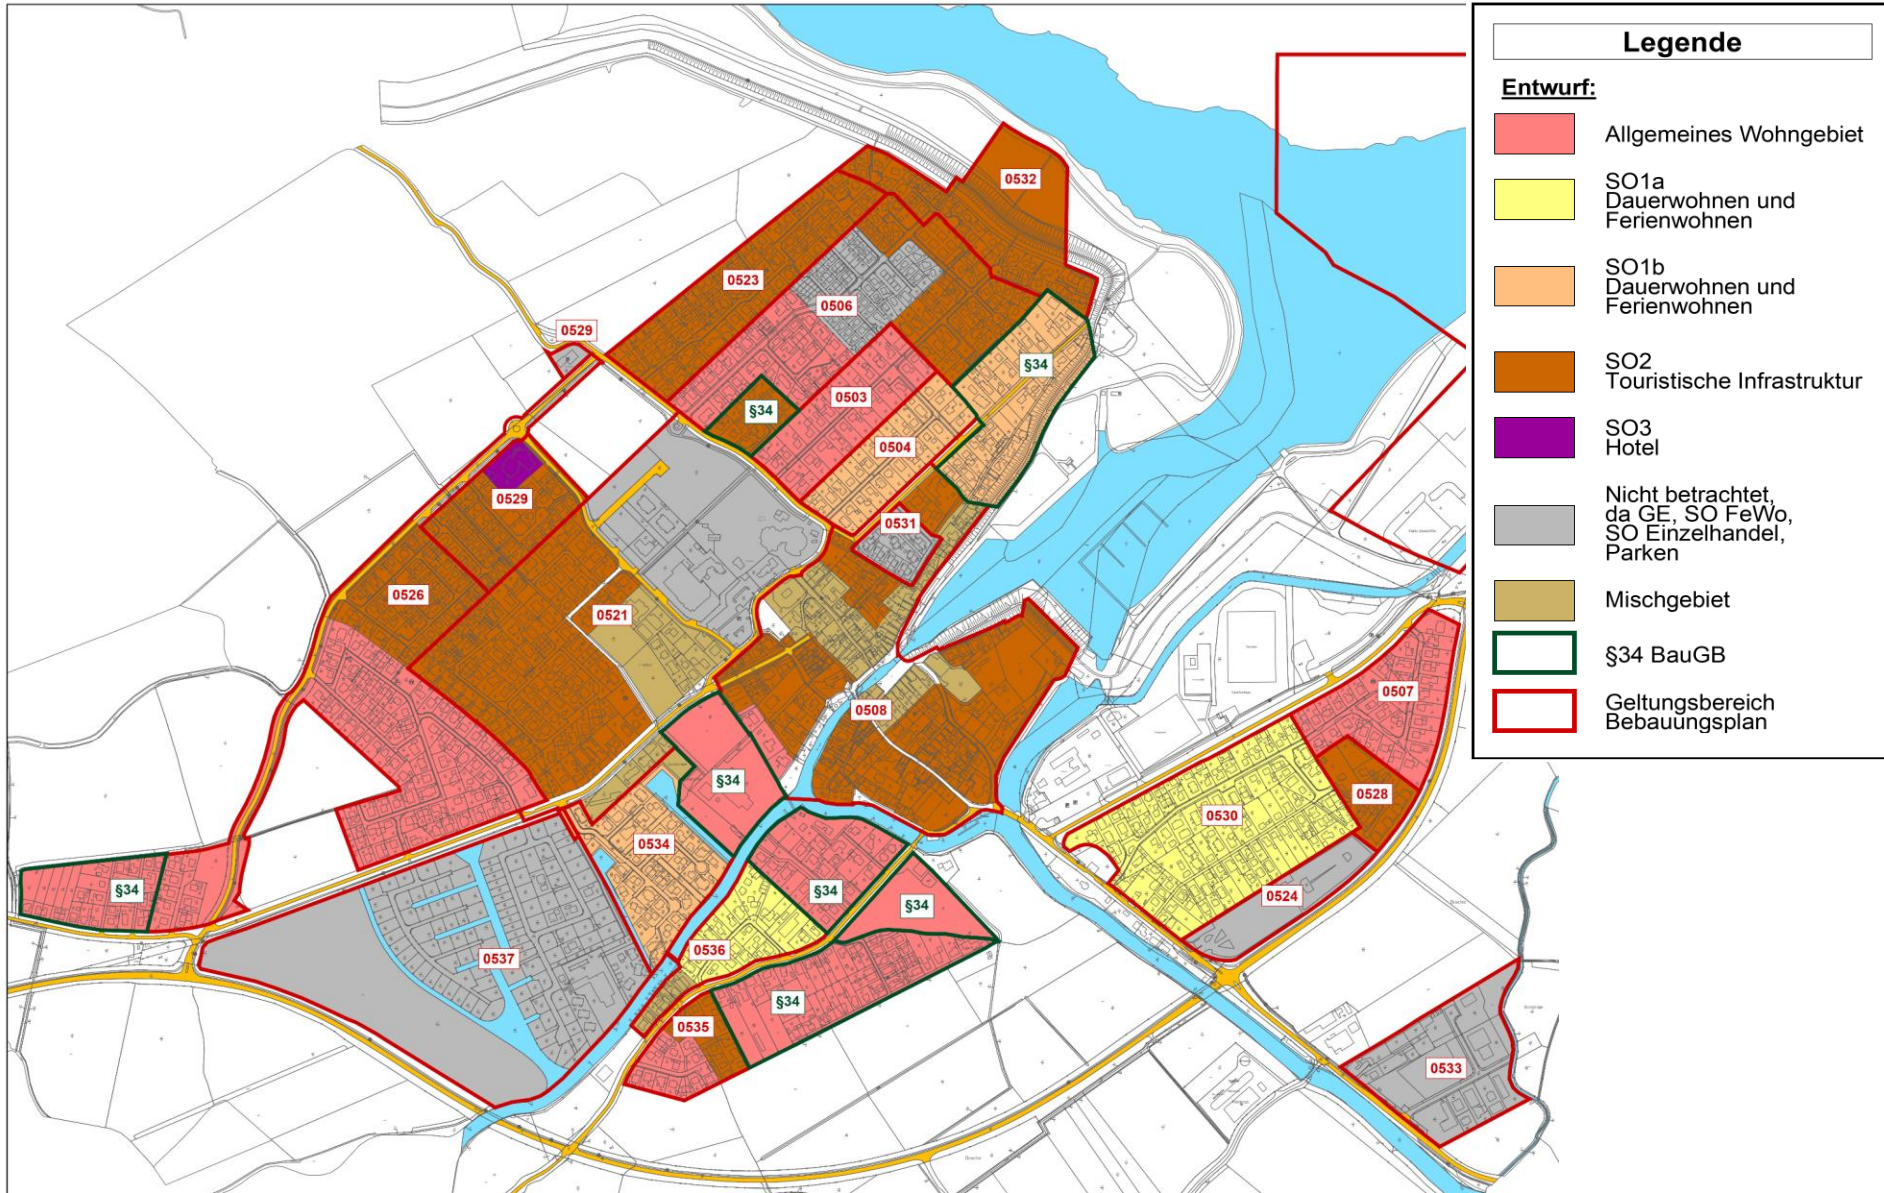 Legende
Entwurf:
Allgemeines Wohngebiet
SO1a
Dauerwohnen und
Ferienwohnen
SO1b
Dauerwohnen und
Ferienwohnen
SO2
Touristische Infrastruktur
SO3
Hotel
Nicht betrachtet,
da GE, SO FeWo,
SO Einzelhandel,
Parken
Mischgebiet
§34 BauGB
Geltungsbereich
Bebauungsplan
0532
0523
0506
0529
§34
0503
§34
0504
0529
0531
0526
0521
0507
0508
§34
0528
0530
0534
§34
§34
§34
0524
0536
0537
§34
0535
0533